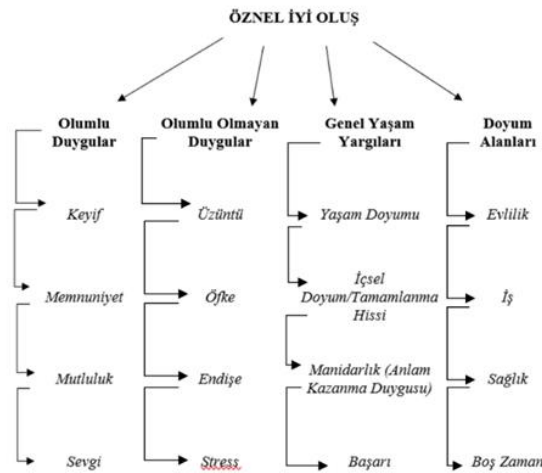 ÖZNEL İYİ OLUŞ
Olumlu
Duygular
Keyif
Memnuniyet
Mutluluk
Sevgi
Olumlu Olmayan
Duygular
Üzüntü
Öfke
Endişe
Stress
Genel Yaşam
Yargıları
Yaşam Doyumu
İçsel
Doyum/Tamamlanma
Hissi
Manidarlık (Anlam
Kazanma Duygusu)
Başarı
Doyum
Alanları
Evlilik
İş
Sağlık
Boş Zaman